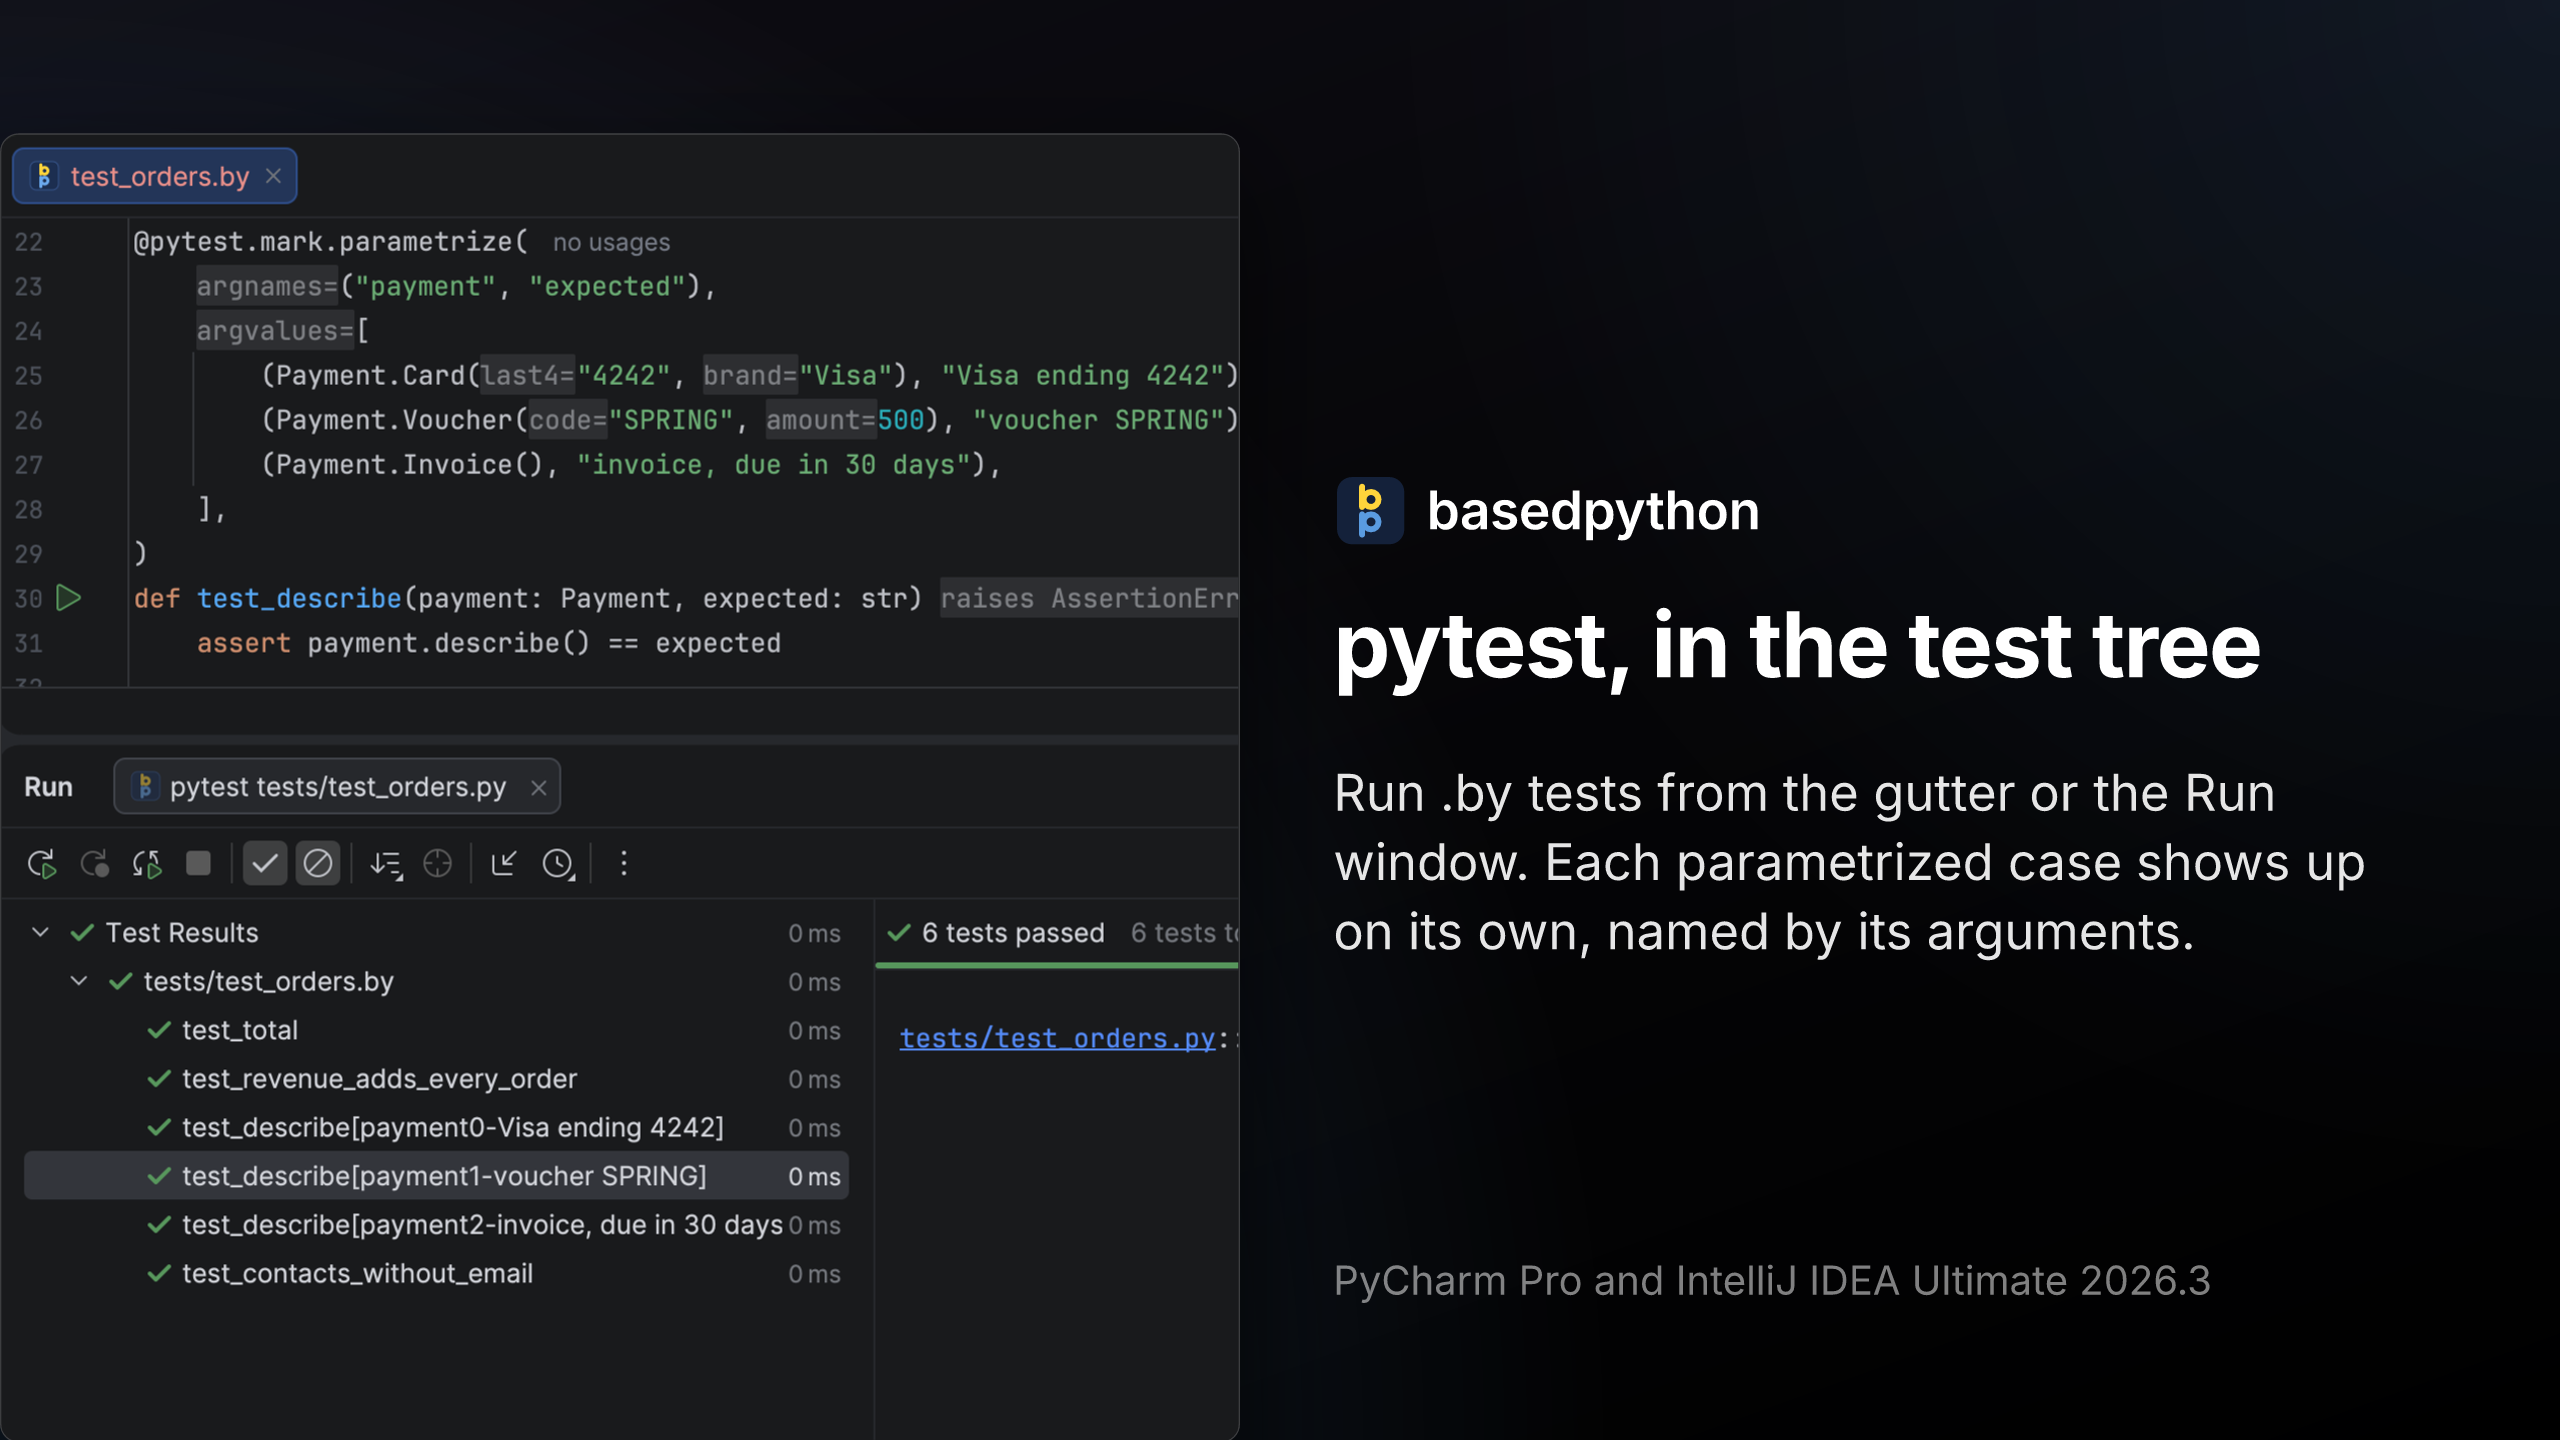 test_orders.by
22 @pytest.mark.parametrize( no usages
23 argnames=("payment", "expected"),
24 argvalues=[
25 (Payment.Card(last4="4242", brand="Visa"), "Visa ending 4242")
26 (Payment.Voucher(code="SPRING", amount=500), "voucher SPRING")
27 (Payment.Invoice(), "invoice, due in 30 days"),
28 ],
29 )
30 def test_describe(payment: Payment, expected: str) raises AssertionErr
31 assert payment.describe() == expected
Run pytest tests/test_orders.py
Test Results 0 ms
tests/test_orders.by 0 ms
test_total 0 ms
test_revenue_adds_every_order 0 ms
test_describe[payment0-Visa ending 4242] 0 ms
test_describe[payment1-voucher SPRING] 0 ms
test_describe[payment2-invoice, due in 30 days 0 ms
test_contacts_without_email 0 ms
6 tests passed 6 tests
tests/test_orders.py::
bp basedpython
pytest, in the test tree
Run .by tests from the gutter or the Run
window. Each parametrized case shows up
on its own, named by its arguments.
PyCharm Pro and IntelliJ IDEA Ultimate 2026.3